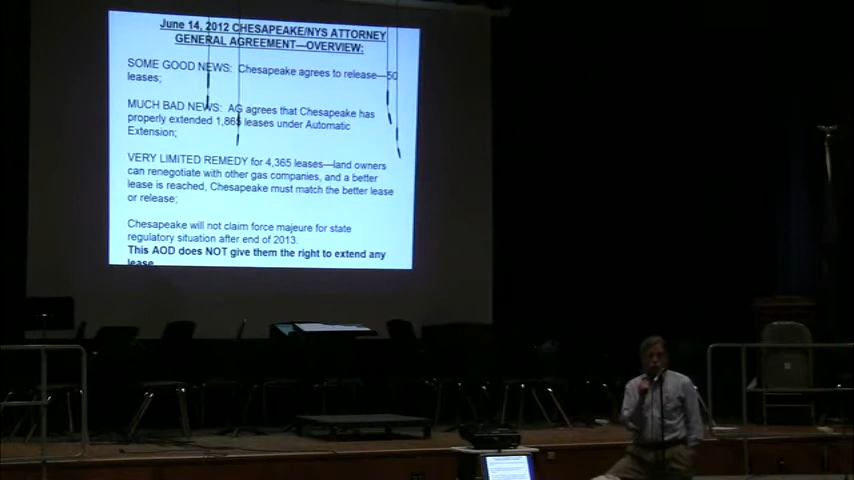 June 14, 2012 CHESAPEAKE/NYS ATTORNEY
GENERAL AGREEMENT—OVERVIEW:
SOME GOOD NEWS: Chesapeake agrees to release—50
leases;
MUCH BAD NEWS: AG agrees that Chesapeake has
properly extended 1,865 leases under Automatic
Extension;
VERY LIMITED REMEDY for 4,365 leases—land owners
can renegotiate with other gas companies, and a better
lease is reached, Chesapeake must match the better lease
or release;
Chesapeake will not claim force majeure for state
regulatory situation after end of 2013.
This AOD does NOT give them the right to extend any
lease